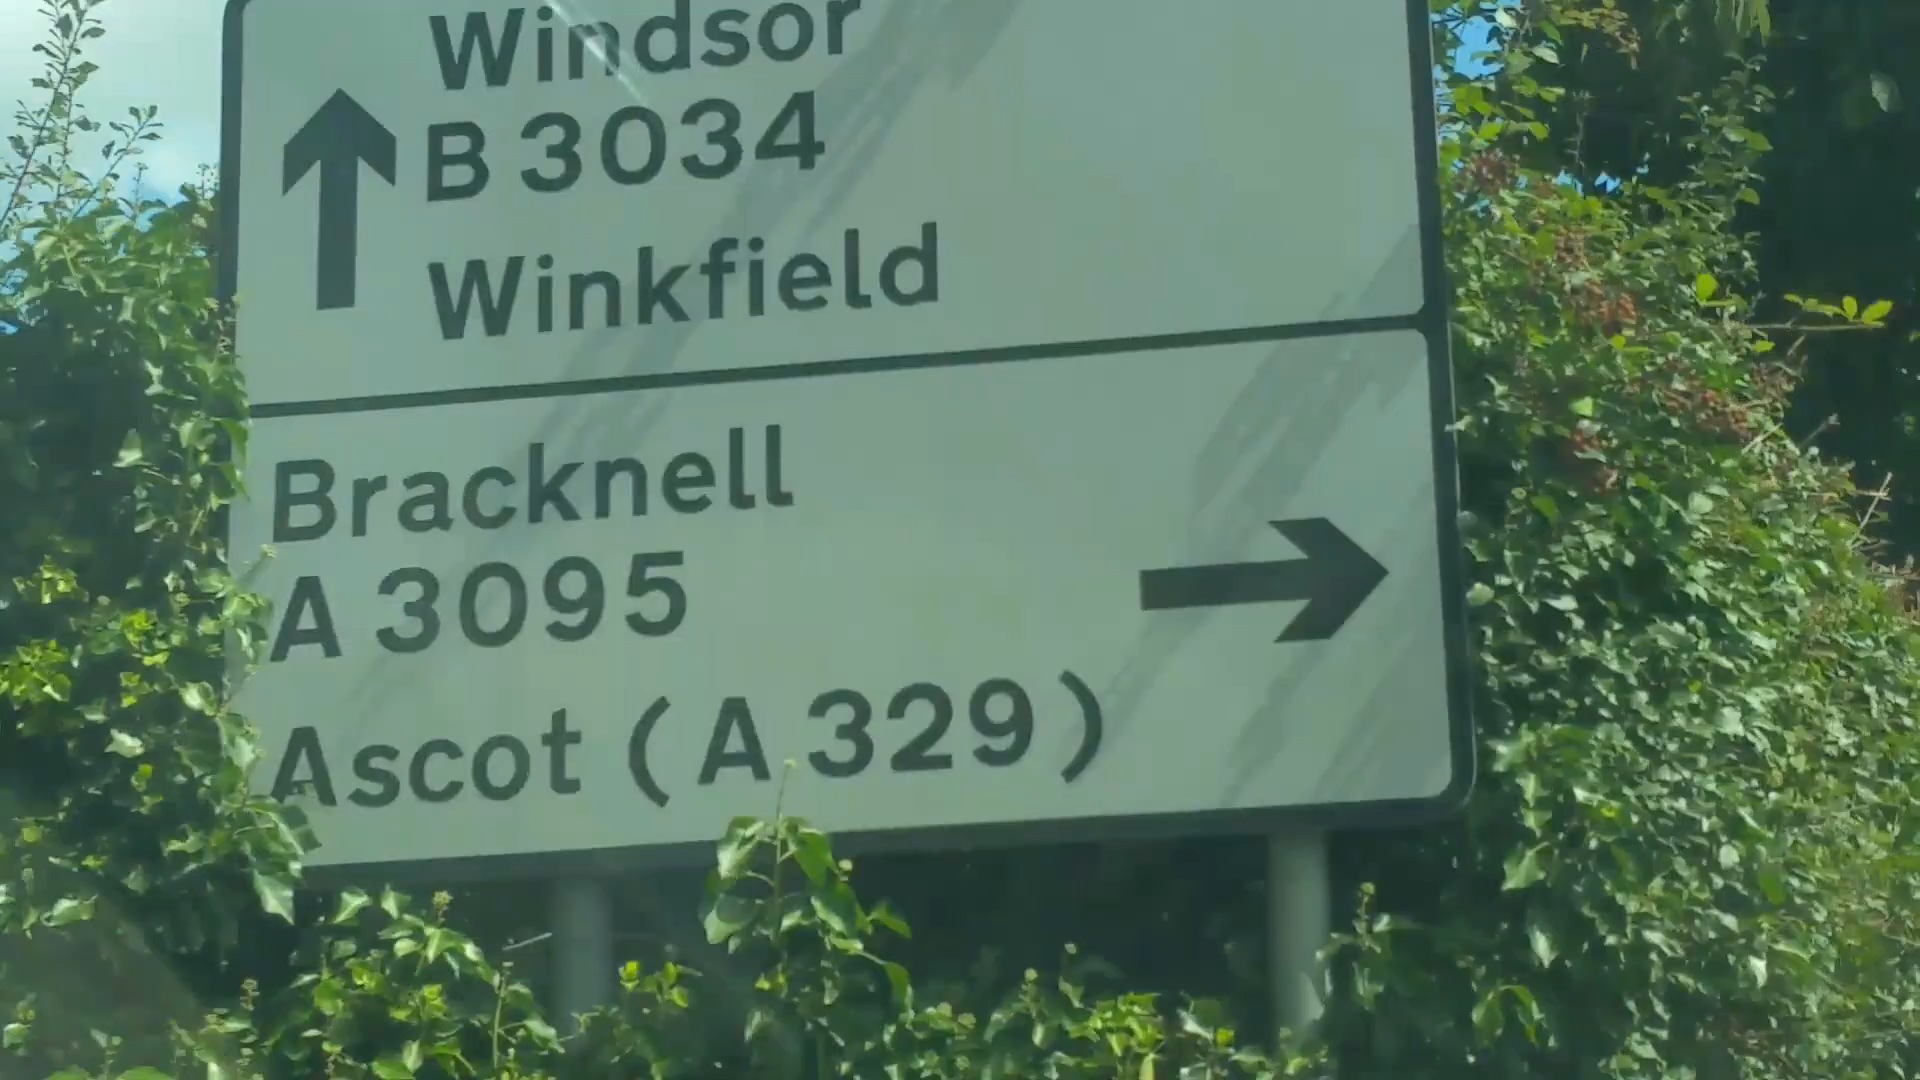 Windsor
B 3034
Winkfield
Bracknell
A 3095
Ascot (A 329)